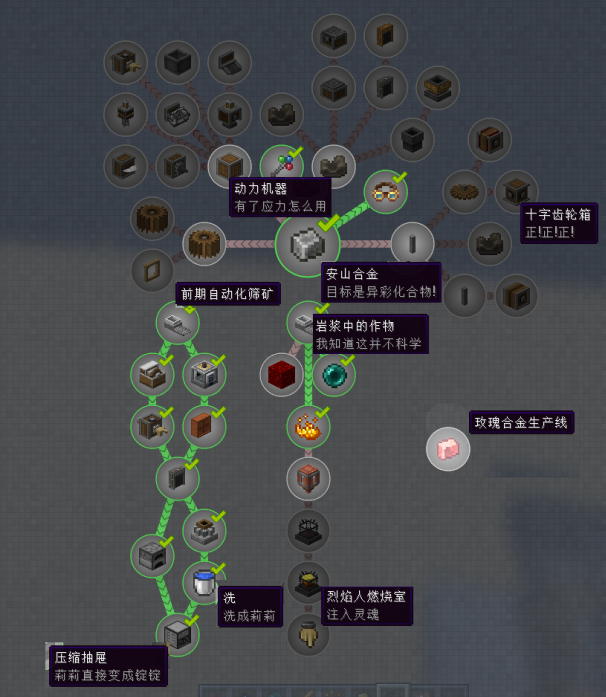 动力机器
有了应力怎么用
十字齿轮箱
正!正!正!
安山合金
目标是异彩化合物!
前期自动化筛矿
岩浆中的作物
我知道这并不科学
玫瑰合金生产线
洗
洗成莉莉
烈焰人燃烧室
注入灵魂
压缩抽屉
莉莉直接变成锭锭